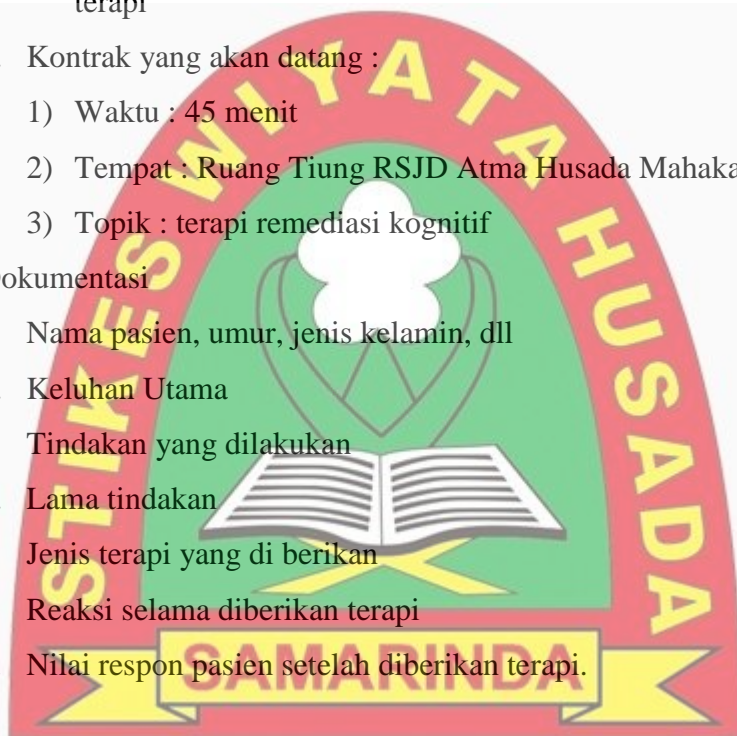 terapi
Kontrak yang akan datang :
1) Waktu : 45 menit
2) Tempat : Ruang Tiung RSJD Atma Husada Mahaka
3) Topik : terapi remediasi kognitif
okumentasi
Nama pasien, umur, jenis kelamin, dll
Keluhan Utama
Tindakan yang dilakukan
Lama tindakan
Jenis terapi yang di berikan
Reaksi selama diberikan terapi
Nilai respon pasien setelah diberikan terapi.
STIKES WIYATA HUSADA
SAMARINDA